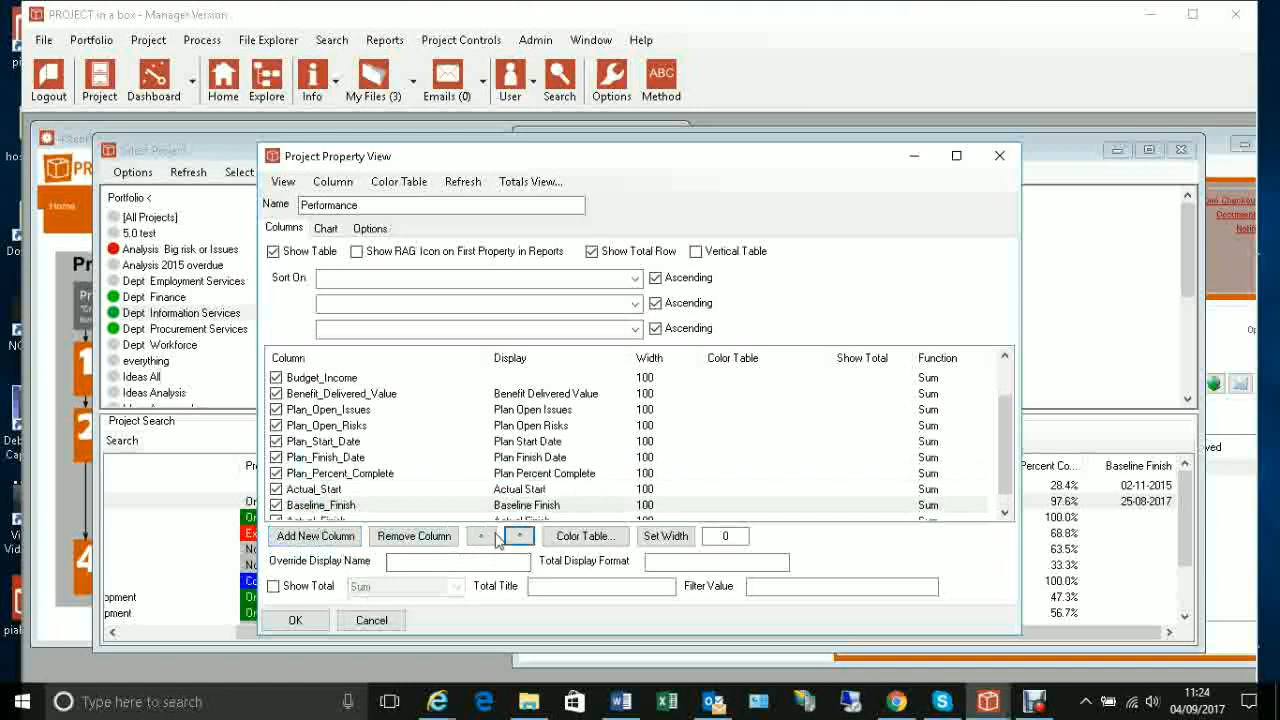 PROJECT in a box - Manager Version
File Portfolio Project Process File Explorer Search Reports Project Controls Admin Window Help
ABC
Logout Project Dashboard Home Explore Info My Files (3) Emails (0) User Search Options Method
Select Project
Options Refresh Select
Home
Portfolio <
[All Projects]
5.0 test
Analysis Big risk or Issues
Analysis 2015 overdue
Dept Employment Services
Dept Finance
Dept Information Services
Dept Procurement Services
Dept Workforce
everything
Ideas All
Ideas Analysis
Project Search
Search
Project Property View
View Column Color Table Refresh Totals View...
Name Performance
Columns Chart Options
Show Table Show RAG Icon on First Property in Reports Show Total Row Vertical Table
Sort On Ascending
Ascending
Ascending
Column Display Width Color Table Show Total Function
Budget_Income 100 Sum
Benefit_Delivered_Value Benefit Delivered Value 100 Sum
Plan_Open_Issues Plan Open Issues 100 Sum
Plan_Open_Risks Plan Open Risks 100 Sum
Plan_Start_Date Plan Start Date 100 Sum
Plan_Finish_Date Plan Finish Date 100 Sum
Plan_Percent_Complete Plan Percent Complete 100 Sum
Actual_Start Actual Start 100 Sum
Baseline_Finish Baseline Finish 100 Sum
Add New Column Remove Column Color Table... Set Width 0
Override Display Name Total Display Format
Show Total Sum Total Title Filter Value
OK Cancel
Percent Co... Baseline Finish
28.4% 02-11-2015
97.6% 25-08-2017
100.0%
68.8%
63.5%
33.3%
100.0%
47.3%
56.7%
opment
pment
Type here to search
11:24
04/09/2017